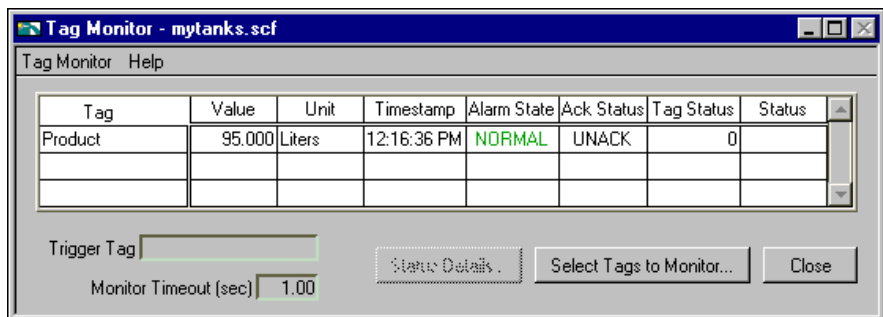 Tag Monitor - mytanks.scf
Tag Monitor Help
Tag Value Unit Timestamp Alarm State Ack Status Tag Status Status
Product 95.000 Liters 12:16:36 PM NORMAL UNACK 0
Trigger Tag
Status Details... Select Tags to Monitor... Close
Monitor Timeout (sec) 1.00